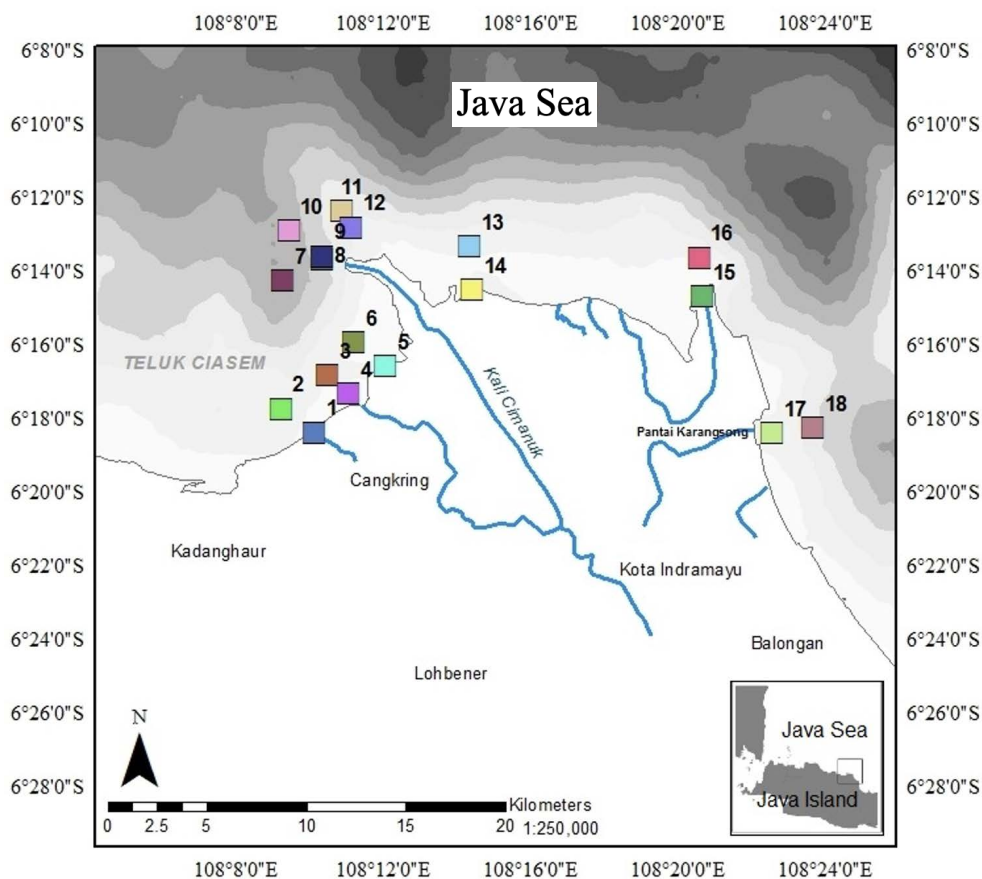 108°8'0"E 108°12'0"E 108°16'0"E 108°20'0"E 108°24'0"E
6°8'0"S 6°8'0"S
Java Sea
6°10'0"S 6°10'0"S
11
6°12'0"S 12 6°12'0"S
10
13 16
9
7 8
6°14'0"S 14 15 6°14'0"S
6
5
6°16'0"S 3 6°16'0"S
TELUK CIASEM 4
2
1
Kali Cimanuk
17 18
6°18'0"S 6°18'0"S
Pantai Karangsong
Cangkring
6°20'0"S 6°20'0"S
Kadanghaur
6°22'0"S Kota Indramayu 6°22'0"S
6°24'0"S Balongan 6°24'0"S
Lohbener
6°26'0"S 6°26'0"S
N
Java Sea
6°28'0"S 6°28'0"S
Java Island
Kilometers
0 2.5 5 10 15 20 1:250,000
108°8'0"E 108°12'0"E 108°16'0"E 108°20'0"E 108°24'0"E